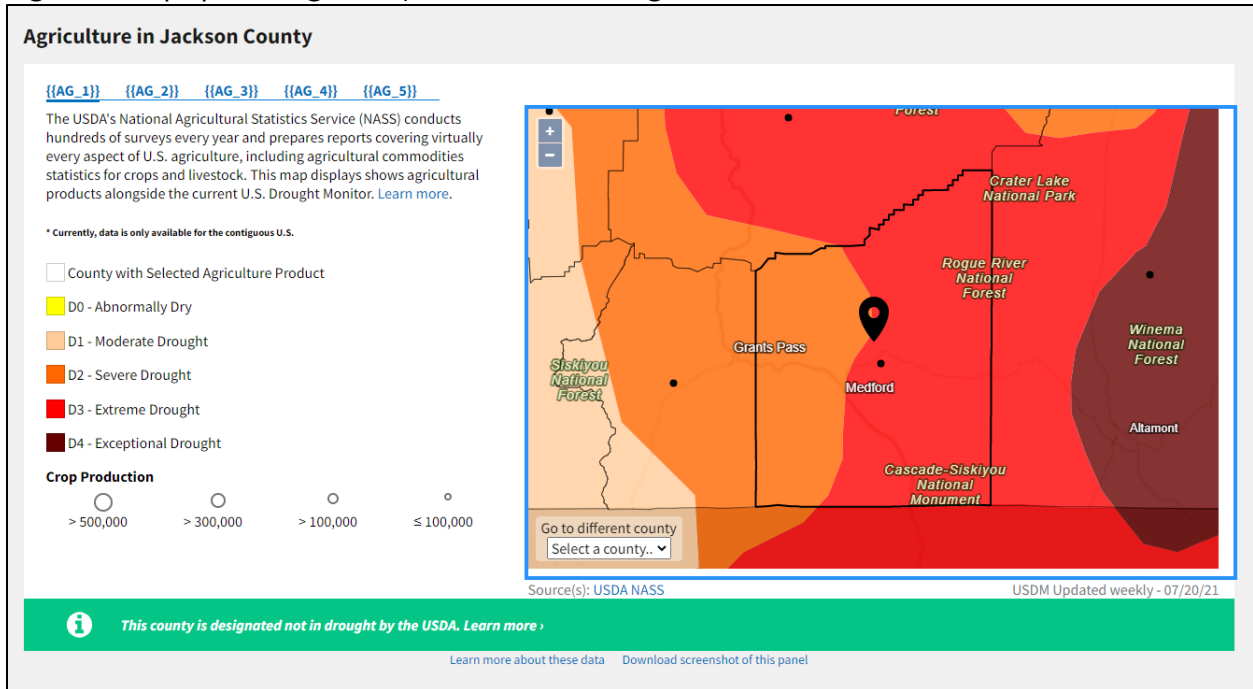 Agriculture in Jackson County
{{AG_1}} {{AG_2}} {{AG_3}} {{AG_4}} {{AG_5}}
The USDA's National Agricultural Statistics Service (NASS) conducts
hundreds of surveys every year and prepares reports covering virtually
every aspect of U.S. agriculture, including agricultural commodities
statistics for crops and livestock. This map displays shows agricultural
products alongside the current U.S. Drought Monitor. Learn more.
* Currently, data is only available for the contiguous U.S.
County with Selected Agriculture Product
D0 - Abnormally Dry
D1 - Moderate Drought
D2 - Severe Drought
D3 - Extreme Drought
D4 - Exceptional Drought
Crop Production
> 500,000 > 300,000 > 100,000 ≤ 100,000
+
−
Forest
Crater Lake
National Park
Rogue River
National
Forest
Winema
National
Forest
Grants Pass
Siskiyou
National
Forest
Medford
Altamont
Cascade-Siskiyou
National
Monument
Go to different county
Select a county..
Source(s): USDA NASS
USDM Updated weekly - 07/20/21
This county is designated not in drought by the USDA. Learn more ›
Learn more about these data Download screenshot of this panel